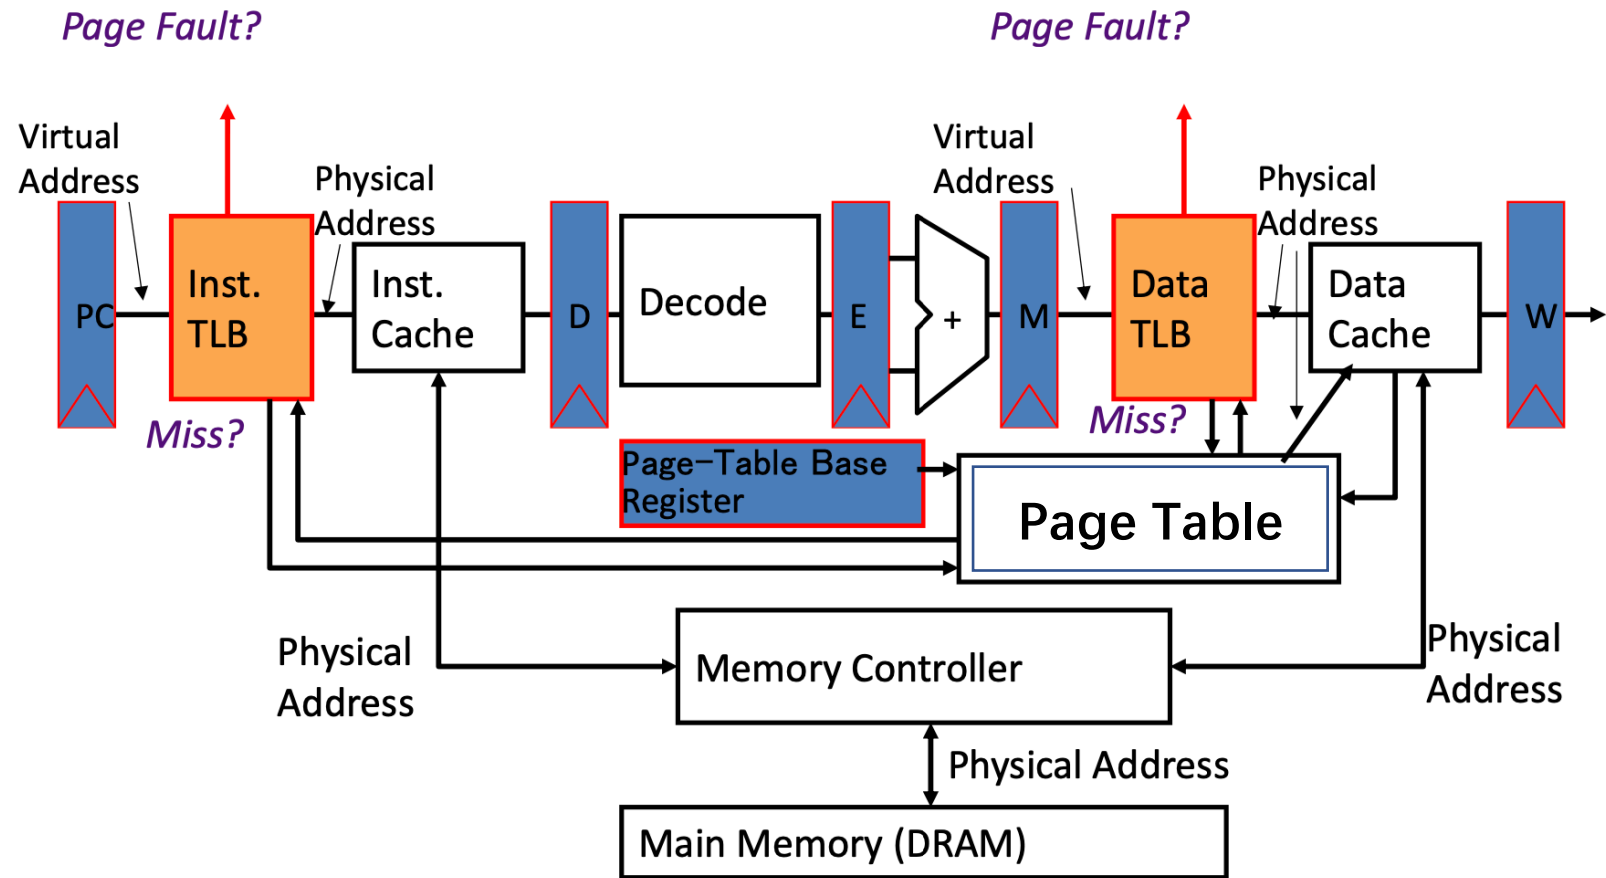 Page Fault?
Page Fault?
Virtual
Address
Physical
Address
Virtual
Address
Physical
Address
PC
Inst.
TLB
Inst.
Cache
D
Decode
E
+
M
Data
TLB
Data
Cache
W
Miss?
Miss?
Page-Table Base
Register
Page Table
Physical
Address
Memory Controller
Physical
Address
Physical Address
Main Memory (DRAM)